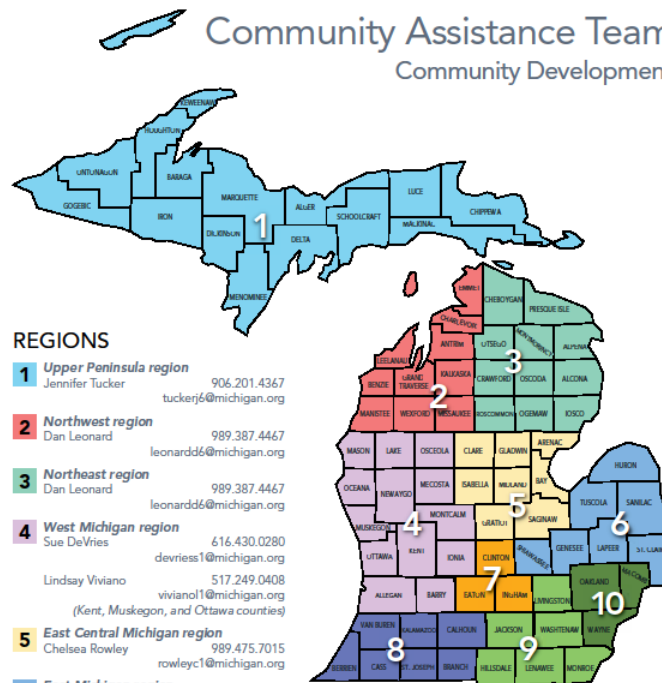 Community Assistance Team
Community Development
KEWEENAW
HOUGHTON
ONTONAGON
BARAGA
GOGEBIC
IRON
MARQUETTE
DICKINSON
MENOMINEE
ALGER
DELTA
SCHOOLCRAFT
LUCE
MACKINAC
CHIPPEWA
1
EMMET
CHEBOYGAN
PRESQUE ISLE
CHARLEVOIX
ANTRIM
OTSEGO
MONTMORENCY
ALPENA
LEELANAU
BENZIE
GRAND TRAVERSE
KALKASKA
CRAWFORD
OSCODA
ALCONA
MANISTEE
WEXFORD
MISSAUKEE
ROSCOMMON
OGEMAW
IOSCO
2
3
MASON
LAKE
OSCEOLA
CLARE
GLADWIN
ARENAC
OCEANA
NEWAYGO
MECOSTA
ISABELLA
MIDLAND
BAY
HURON
MUSKEGON
MONTCALM
GRATIOT
SAGINAW
TUSCOLA
SANILAC
OTTAWA
KENT
IONIA
CLINTON
SHIAWASSEE
GENESEE
LAPEER
ST. CLAIR
4
5
6
ALLEGAN
BARRY
EATON
INGHAM
LIVINGSTON
OAKLAND
MACOMB
7
10
VAN BUREN
KALAMAZOO
CALHOUN
JACKSON
WASHTENAW
WAYNE
BERRIEN
CASS
ST. JOSEPH
BRANCH
HILLSDALE
LENAWEE
MONROE
8
9
REGIONS
1 Upper Peninsula region
Jennifer Tucker 906.201.4367
tuckerj6@michigan.org
2 Northwest region
Dan Leonard 989.387.4467
leonardd6@michigan.org
3 Northeast region
Dan Leonard 989.387.4467
leonardd6@michigan.org
4 West Michigan region
Sue DeVries 616.430.0280
devriess1@michigan.org
Lindsay Viviano 517.249.0408
vivianol1@michigan.org
(Kent, Muskegon, and Ottawa counties)
5 East Central Michigan region
Chelsea Rowley 989.475.7015
rowleyc1@michigan.org